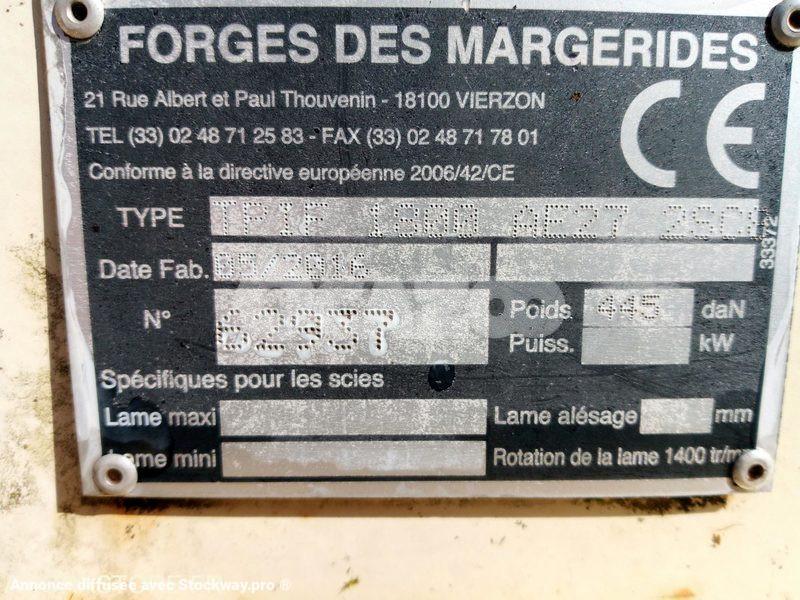 FORGES DES MARGERIDES
21 Rue Albert et Paul Thouvenin - 18100 VIERZON
TEL (33) 02 48 71 25 83 - FAX (33) 02 48 71 78 01
Conforme à la directive européenne 2006/42/CE
CE
TYPE TPIF 1800 AE27
Date Fab. 05/2016
33372
N° 62937
Poids 445 daN
Puiss. kW
Spécifiques pour les scies
Lame maxi Lame alésage mm
Lame mini Rotation de la lame 1400
Annonce diffusée avec Stockway.pro ®